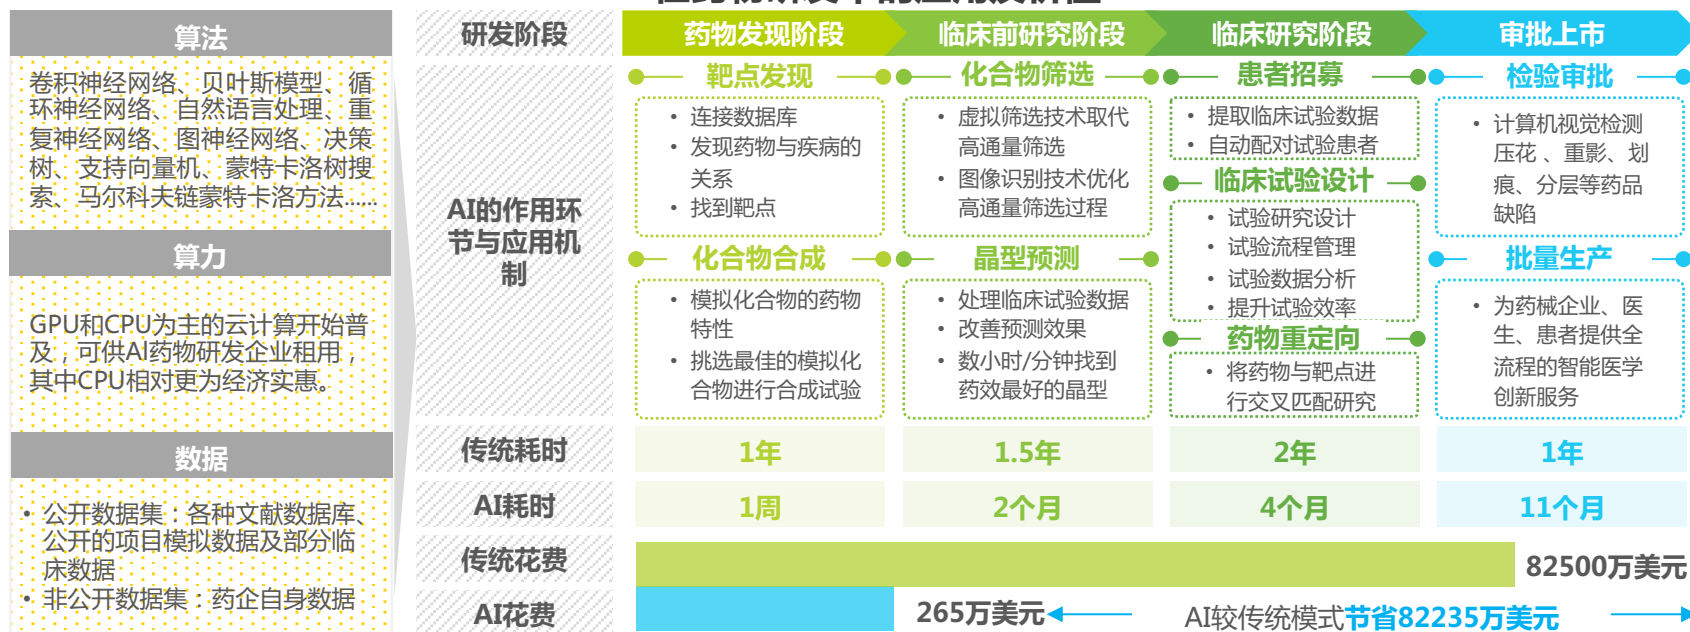 算法
卷积神经网络、贝叶斯模型、循
环神经网络、自然语言处理、重
复神经网络、图神经网络、决策
树、支持向量机、蒙特卡洛树搜
索、马尔科夫链蒙特卡洛方法......
算力
GPU和CPU为主的云计算开始普
及，可供AI药物研发企业租用，
其中CPU相对更为经济实惠。
数据
• 公开数据集：各种文献数据库、
公开的项目模拟数据及部分临
床数据
• 非公开数据集：药企自身数据
研发阶段
药物发现阶段
临床前研究阶段
临床研究阶段
审批上市
AI的作用环
节与应用机
制
靶点发现
• 连接数据库
• 发现药物与疾病的
关系
• 找到靶点
化合物合成
• 模拟化合物的药物
特性
• 挑选最佳的模拟化
合物进行合成试验
化合物筛选
• 虚拟筛选技术取代
高通量筛选
• 图像识别技术优化
高通量筛选过程
晶型预测
• 处理临床试验数据
• 改善预测效果
• 数小时/分钟找到
药效最好的晶型
患者招募
• 提取临床试验数据
• 自动配对试验患者
临床试验设计
• 试验研究设计
• 试验流程管理
• 试验数据分析
• 提升试验效率
药物重定向
• 将药物与靶点进
行交叉匹配研究
检验审批
• 计算机视觉检测
压花 、重影、划
痕、分层等药品
缺陷
批量生产
• 为药械企业、医
生、患者提供全
流程的智能医学
创新服务
传统耗时
1年
1.5年
2年
1年
AI耗时
1周
2个月
4个月
11个月
传统花费
82500万美元
AI花费
265万美元
AI较传统模式节省82235万美元